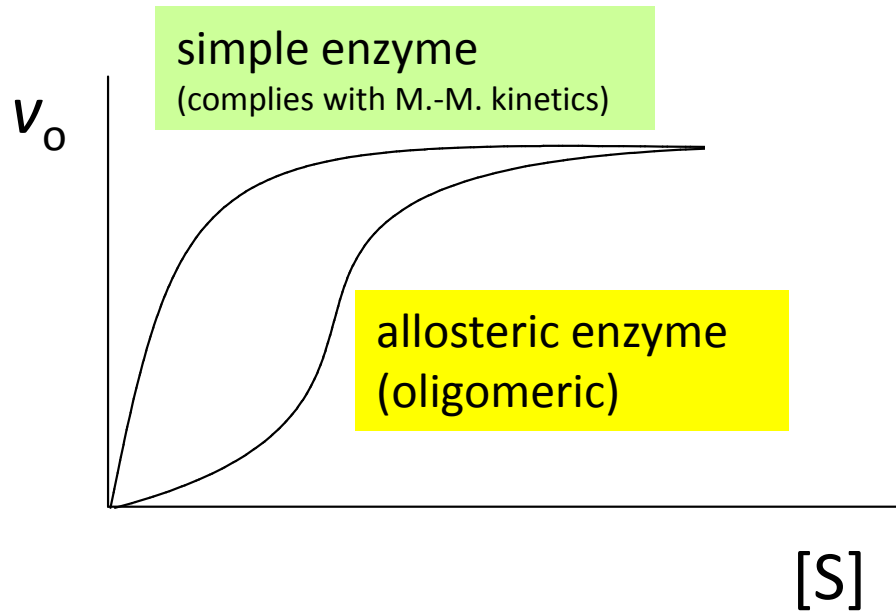 simple enzyme
(complies with M.-M. kinetics)
vo
allosteric enzyme
(oligomeric)
[S]